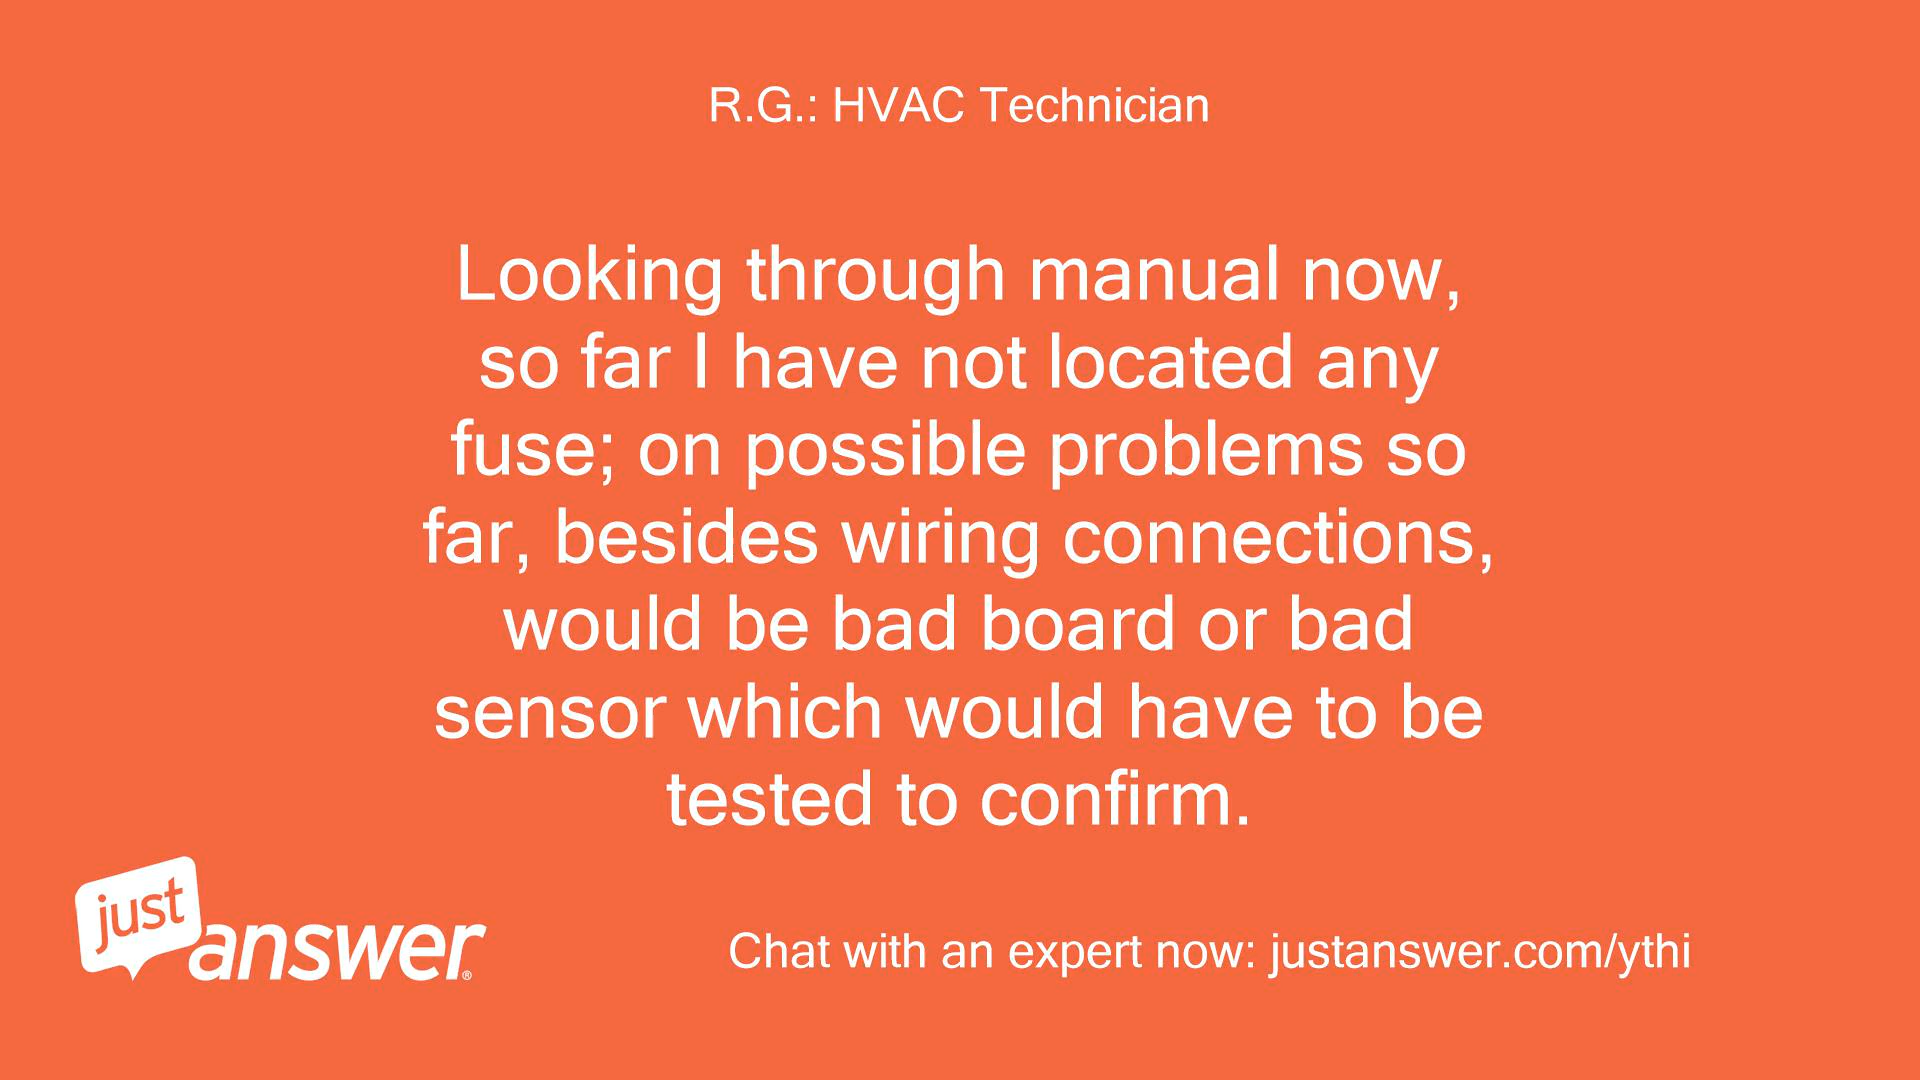 R.G.: HVAC Technician
Looking through manual now,
so far I have not located any
fuse; on possible problems so
far, besides wiring connections,
would be bad board or bad
sensor which would have to be
tested to confirm.
just
answer®
Chat with an expert now: justanswer.com/ythi